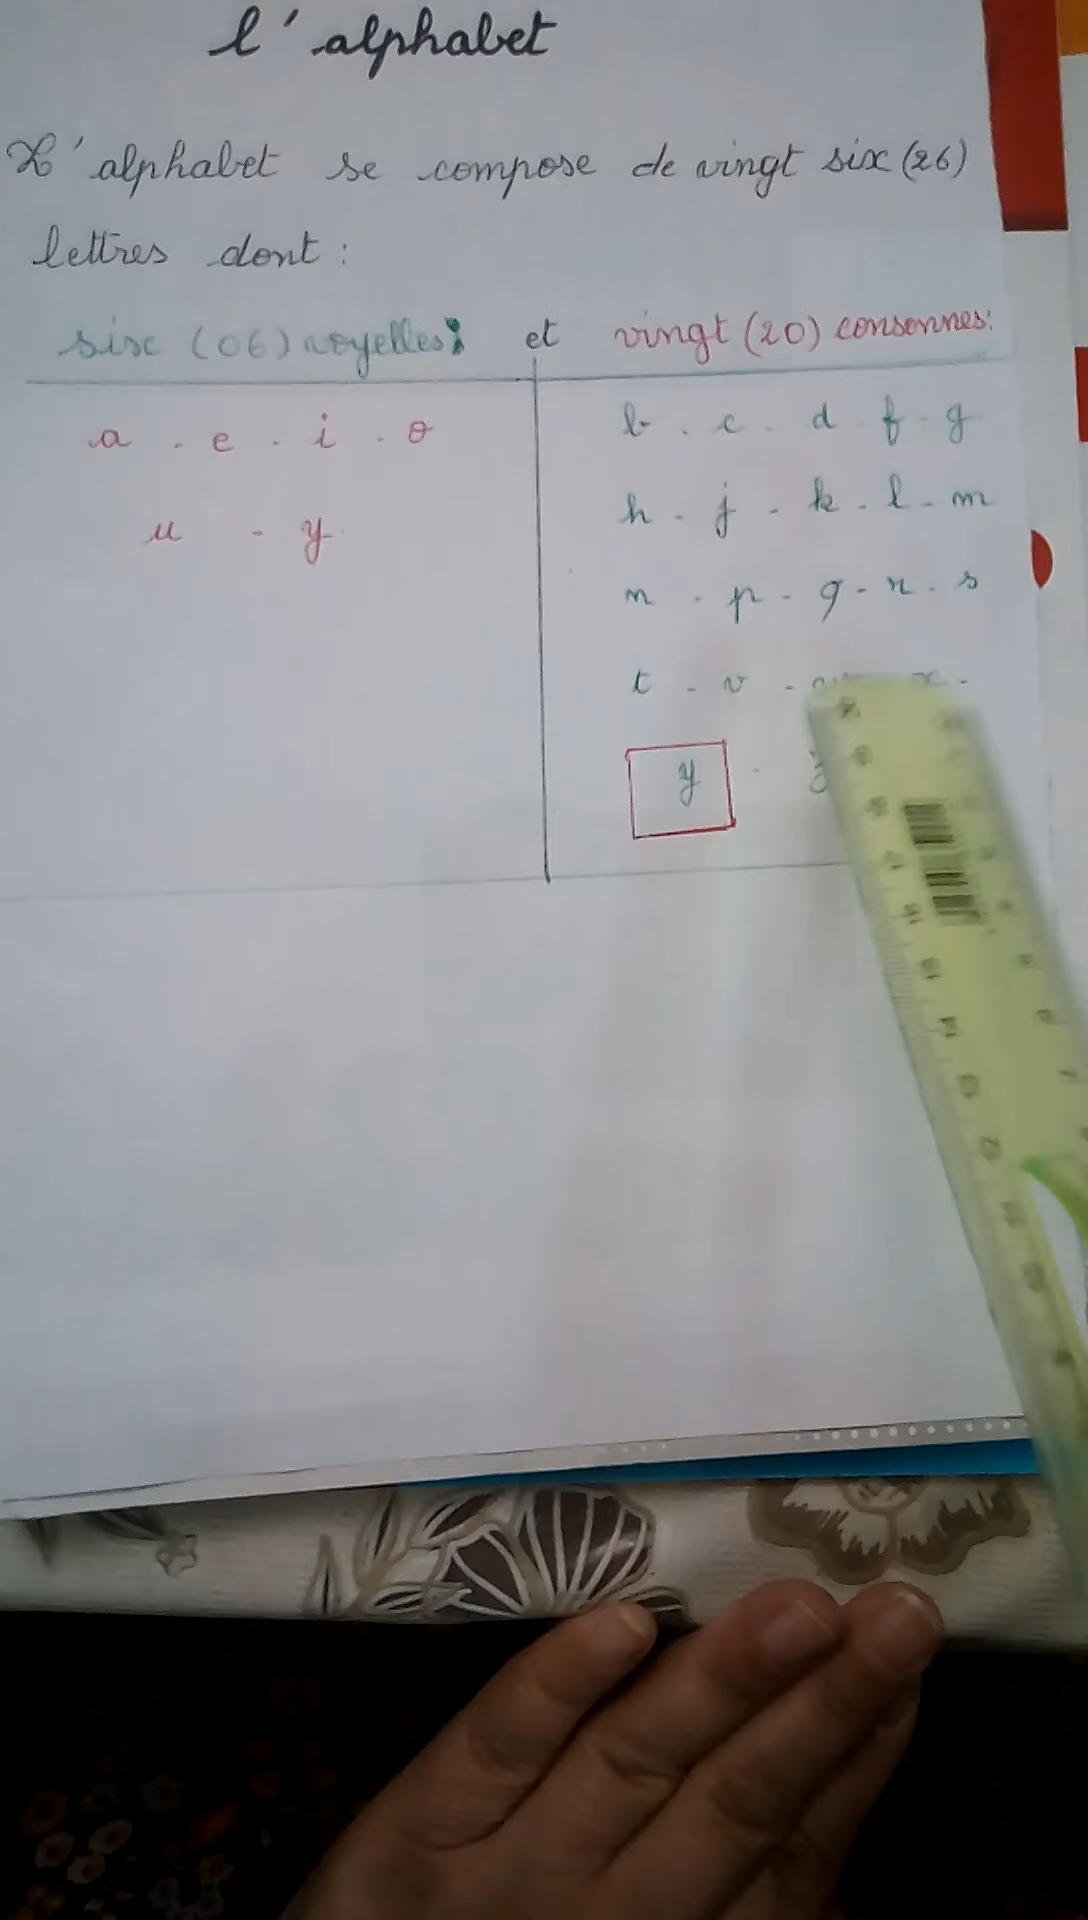 l'alphabet
L'alphabet se compose de vingt six (26)
lettres dont :
six (06) voyelles: et vingt (20) consonnes:
a - e - i - o
u - y
b - c - d - f - g
h - j - k - l - m
n - p - q - r - s
t - v - w - x -
y - z